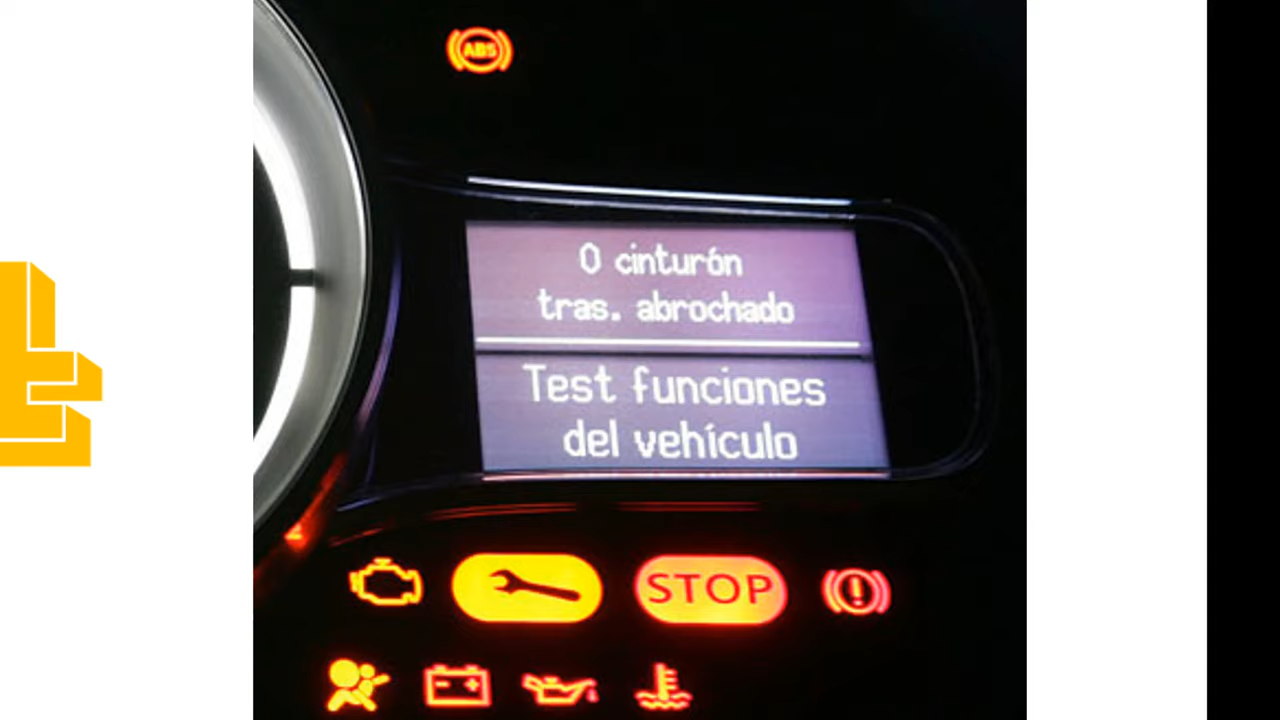 ABS
0 cinturón
tras. abrochado
Test funciones
del vehículo
STOP